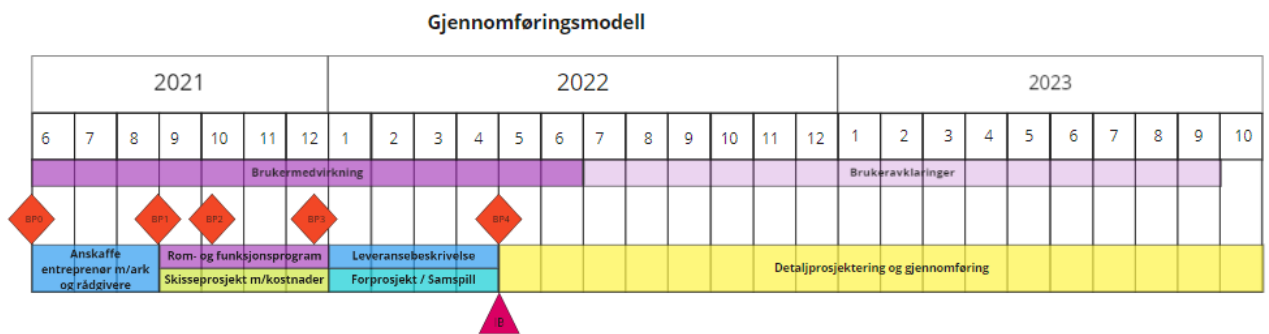 Gjennomføringsmodell
2021 2022 2023
6 7 8 9 10 11 12 1 2 3 4 5 6 7 8 9 10 11 12 1 2 3 4 5 6 7 8 9 10
Brukermedvirkning Brukeravklaringer
BP0 BP1 BP2 BP3 BP4
Anskaffe
entreprenør m/ark
og rådgivere
Rom- og funksjonsprogram
Skisseprosjekt m/kostnader
Leveransebeskrivelse
Forprosjekt / Samspill
Detaljprosjektering og gjennomføring
IB